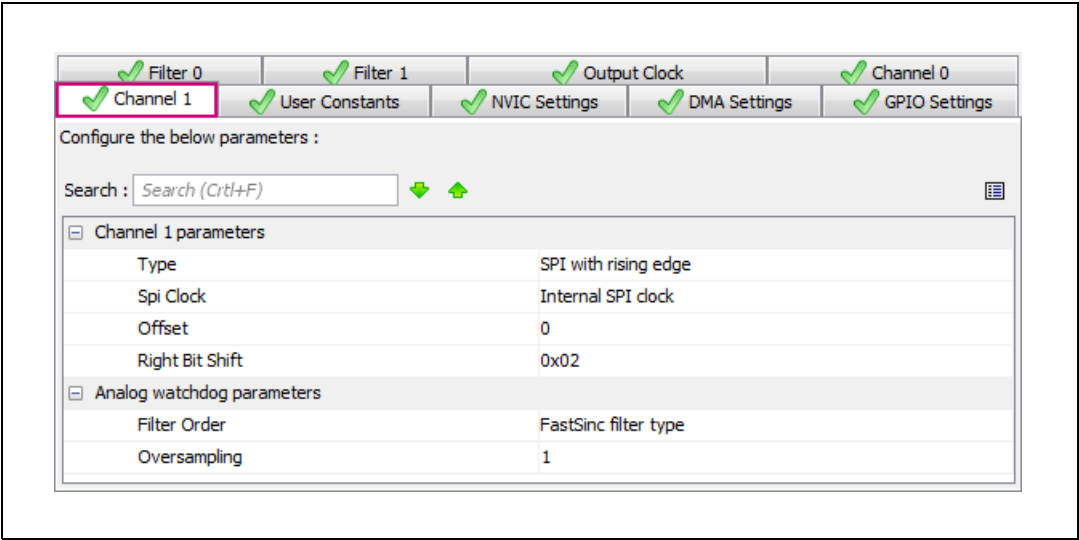 Filter 0 Filter 1 Output Clock Channel 0
Channel 1 User Constants NVIC Settings DMA Settings GPIO Settings
Configure the below parameters :
Search : Search (Crtl+F)
Channel 1 parameters
Type SPI with rising edge
Spi Clock Internal SPI clock
Offset 0
Right Bit Shift 0x02
Analog watchdog parameters
Filter Order FastSinc filter type
Oversampling 1